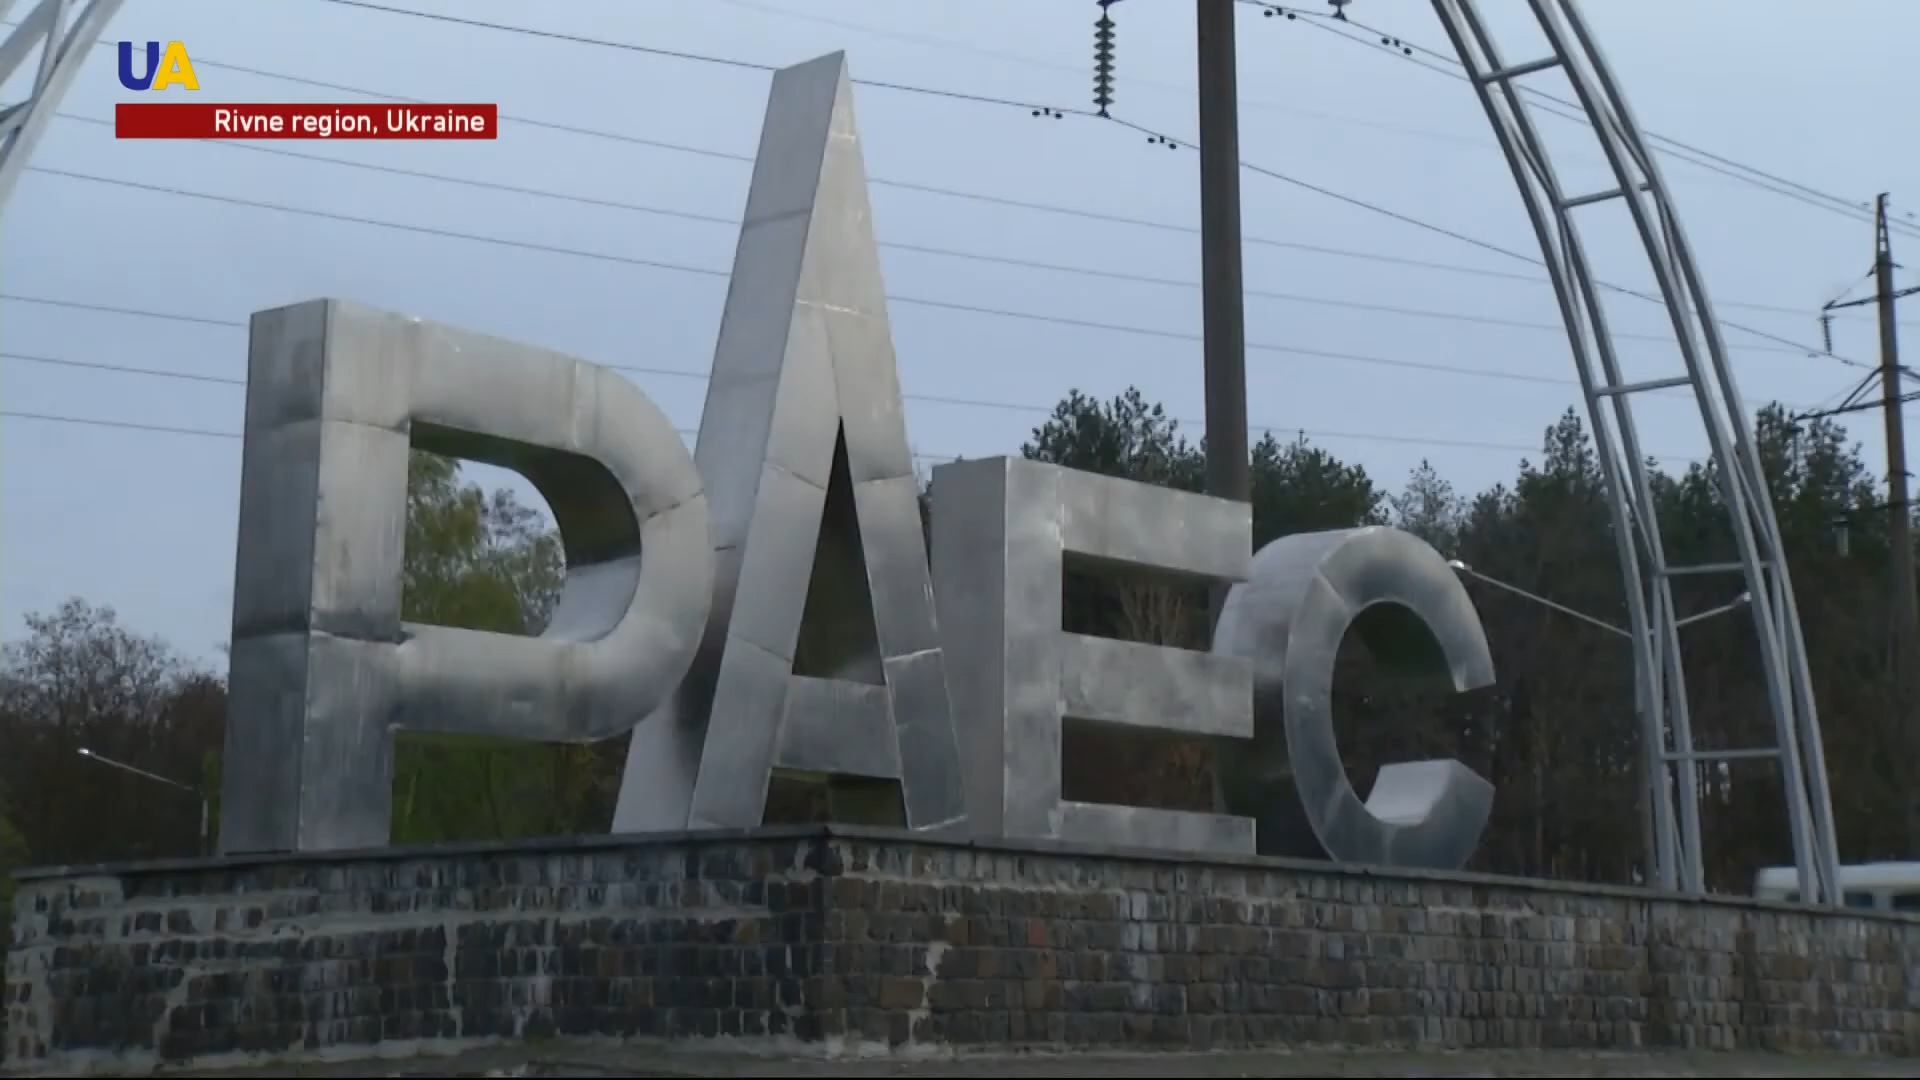 UA
Rivne region, Ukraine
РАЕС